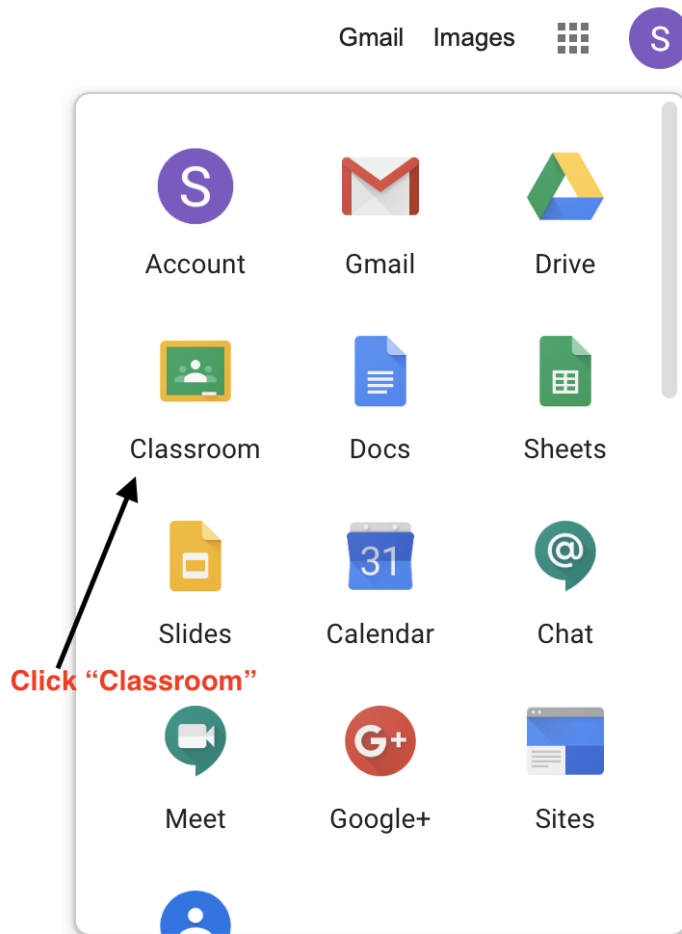 Gmail Images S
S
Account Gmail Drive
Classroom Docs Sheets
31 @
Slides Calendar Chat
Click “Classroom”
G+
Meet Google+ Sites